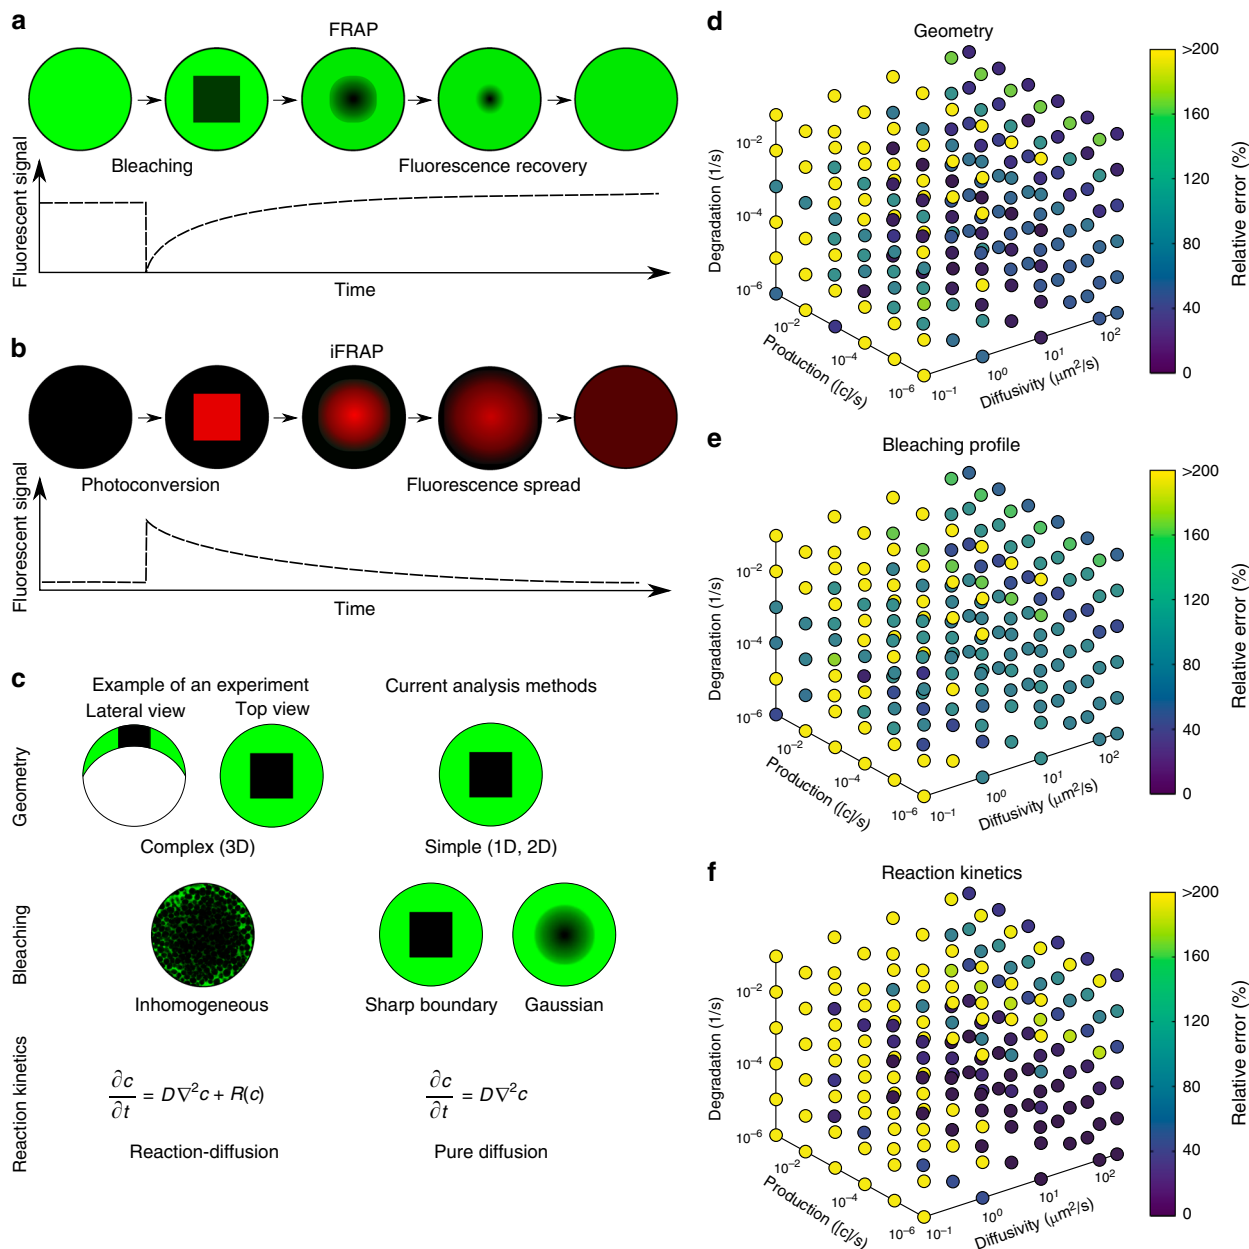 a
FRAP
Bleaching
Fluorescence recovery
Fluorescent signal
Time
b
iFRAP
Photoconversion
Fluorescence spread
Fluorescent signal
Time
c
Example of an experiment
Current analysis methods
Lateral view
Top view
Geometry
Complex (3D)
Simple (1D, 2D)
Bleaching
Inhomogeneous
Sharp boundary
Gaussian
Reaction kinetics
∂c/∂t = D∇²c + R(c)
∂c/∂t = D∇²c
Reaction-diffusion
Pure diffusion
d
Geometry
Degradation (1/s)
10⁻²
10⁻⁴
10⁻⁶
Production ([c]/s)
10⁻²
10⁻⁴
10⁻⁶
Diffusivity (μm²/s)
10⁻¹
10⁰
10¹
10²
Relative error (%)
>200
160
120
80
40
0
e
Bleaching profile
Degradation (1/s)
10⁻²
10⁻⁴
10⁻⁶
Production ([c]/s)
10⁻²
10⁻⁴
10⁻⁶
Diffusivity (μm²/s)
10⁻¹
10⁰
10¹
10²
Relative error (%)
>200
160
120
80
40
0
f
Reaction kinetics
Degradation (1/s)
10⁻²
10⁻⁴
10⁻⁶
Production ([c]/s)
10⁻²
10⁻⁴
10⁻⁶
Diffusivity (μm²/s)
10⁻¹
10⁰
10¹
10²
Relative error (%)
>200
160
120
80
40
0